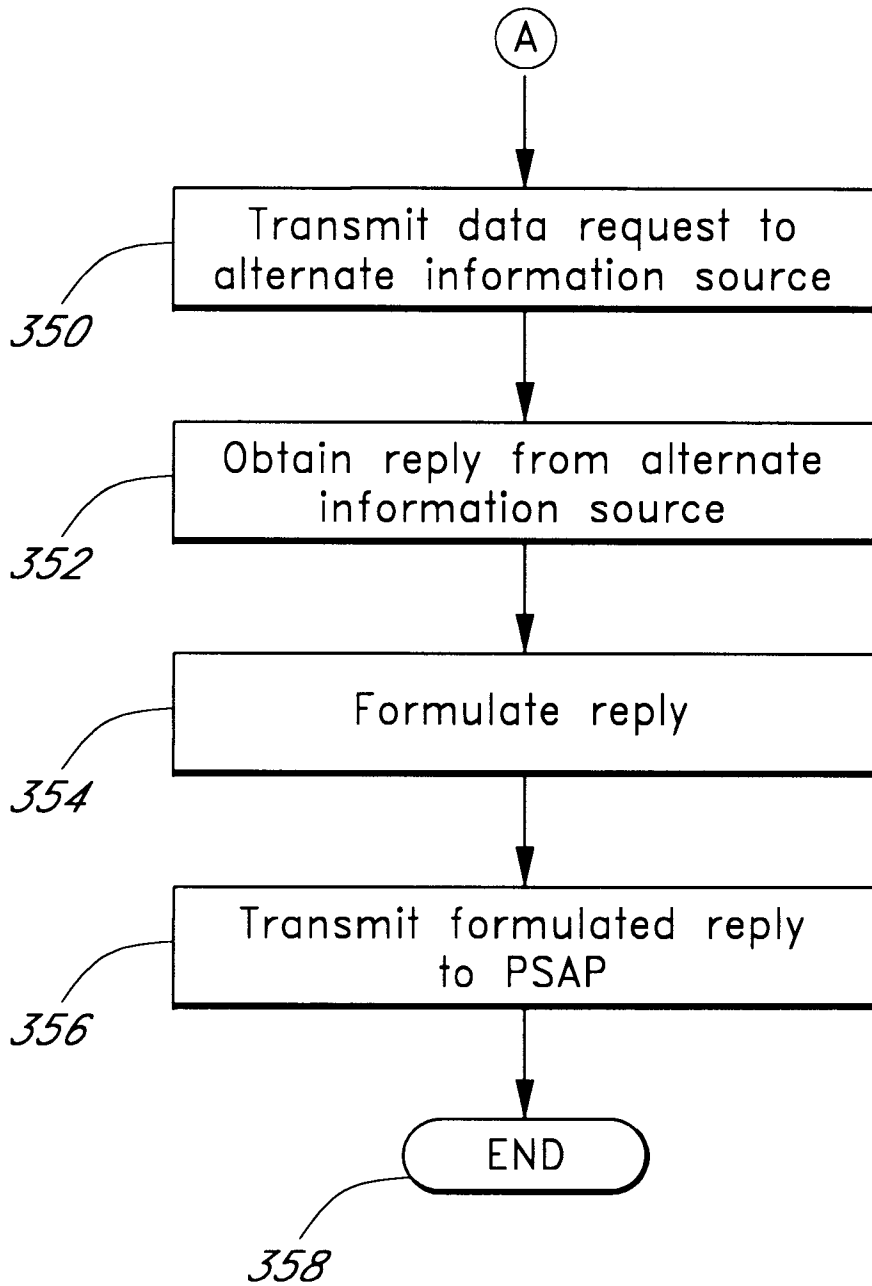 A
Transmit data request to
alternate information source
350
Obtain reply from alternate
information source
352
Formulate reply
354
Transmit formulated reply
to PSAP
356
END
358